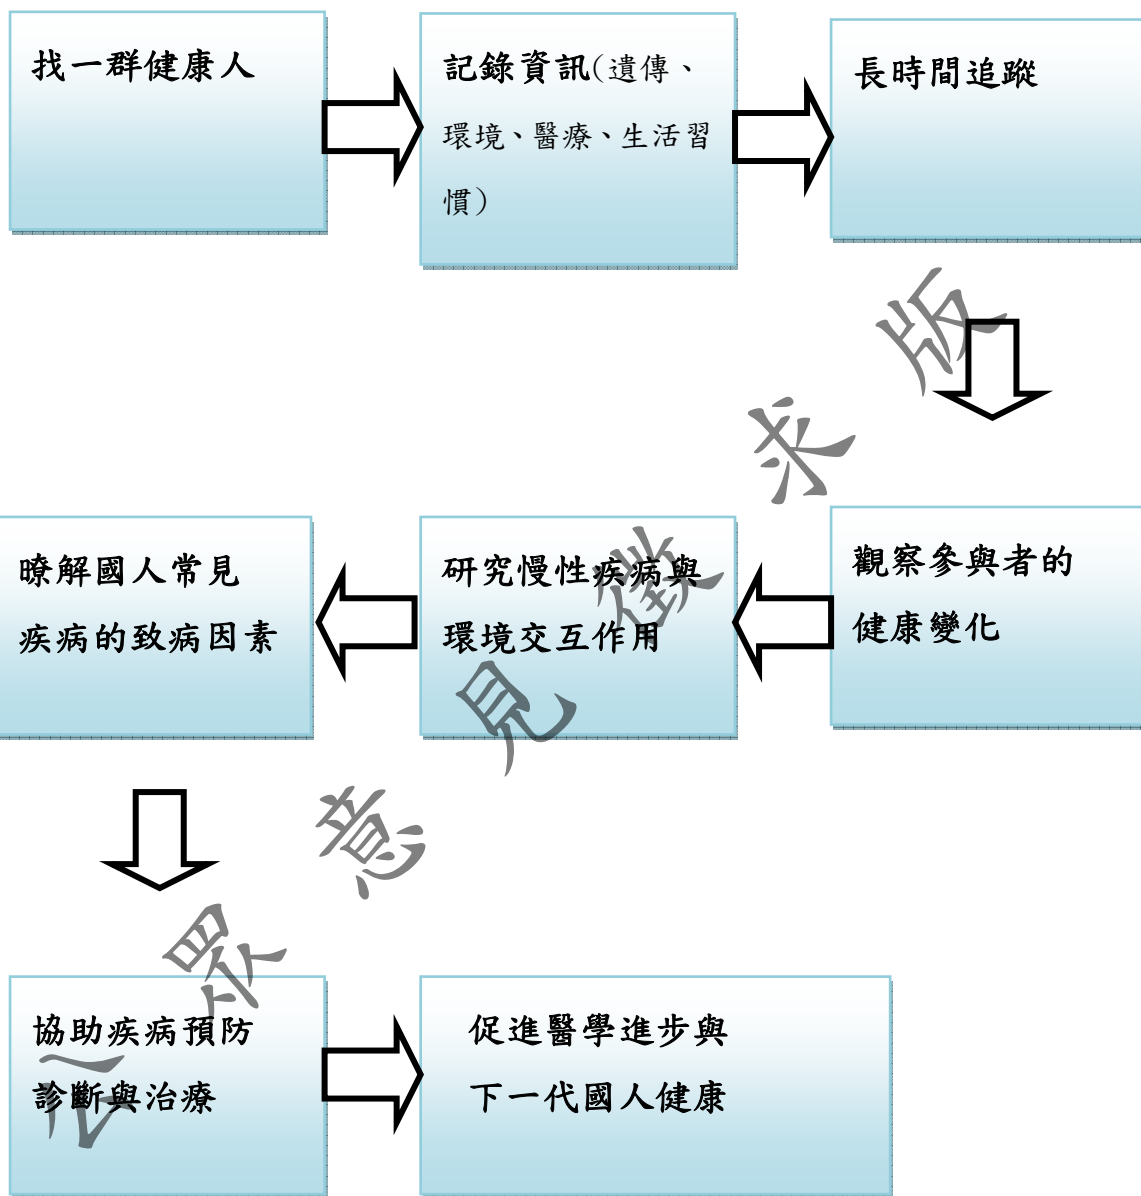 找一群健康人
記錄資訊(遺傳、
環境、醫療、生活習
慣)
長時間追蹤
觀察參與者的
健康變化
研究慢性疾病與
環境交互作用
瞭解國人常見
疾病的致病因素
協助疾病預防
診斷與治療
促進醫學進步與
下一代國人健康
公眾意見徵求版